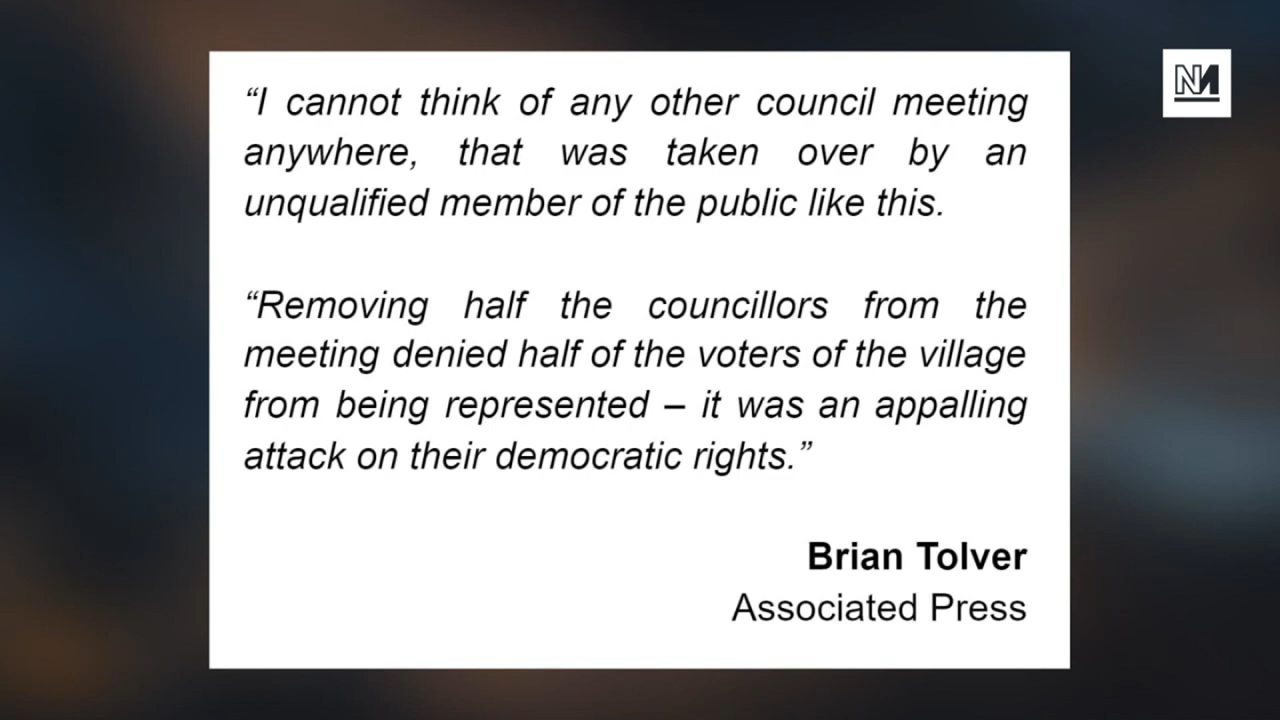 “I cannot think of any other council meeting
anywhere, that was taken over by an
unqualified member of the public like this.
“Removing half the councillors from the
meeting denied half of the voters of the village
from being represented – it was an appalling
attack on their democratic rights.”
Brian Tolver
Associated Press
NM